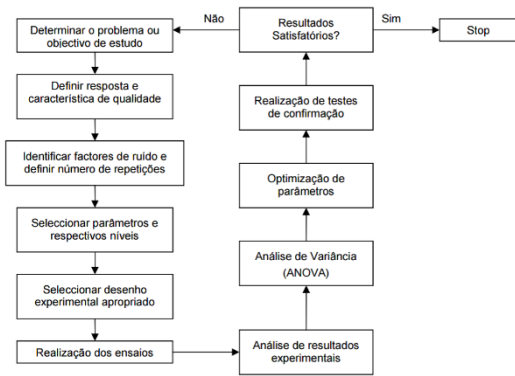 Determinar o problema ou
objectivo de estudo
Definir resposta e
característica de qualidade
Identificar factores de ruido e
definir número de repetições
Seleccionar parâmetros e
respectivos níveis
Seleccionar desenho
experimental apropriado
Realização dos ensaios
Análise de resultados
experimentais
Análise de Variância
(ANOVA)
Optimização de
parâmetros
Realização de testes
de confirmação
Resultados
Satisfatórios?
Não
Sim
Stop